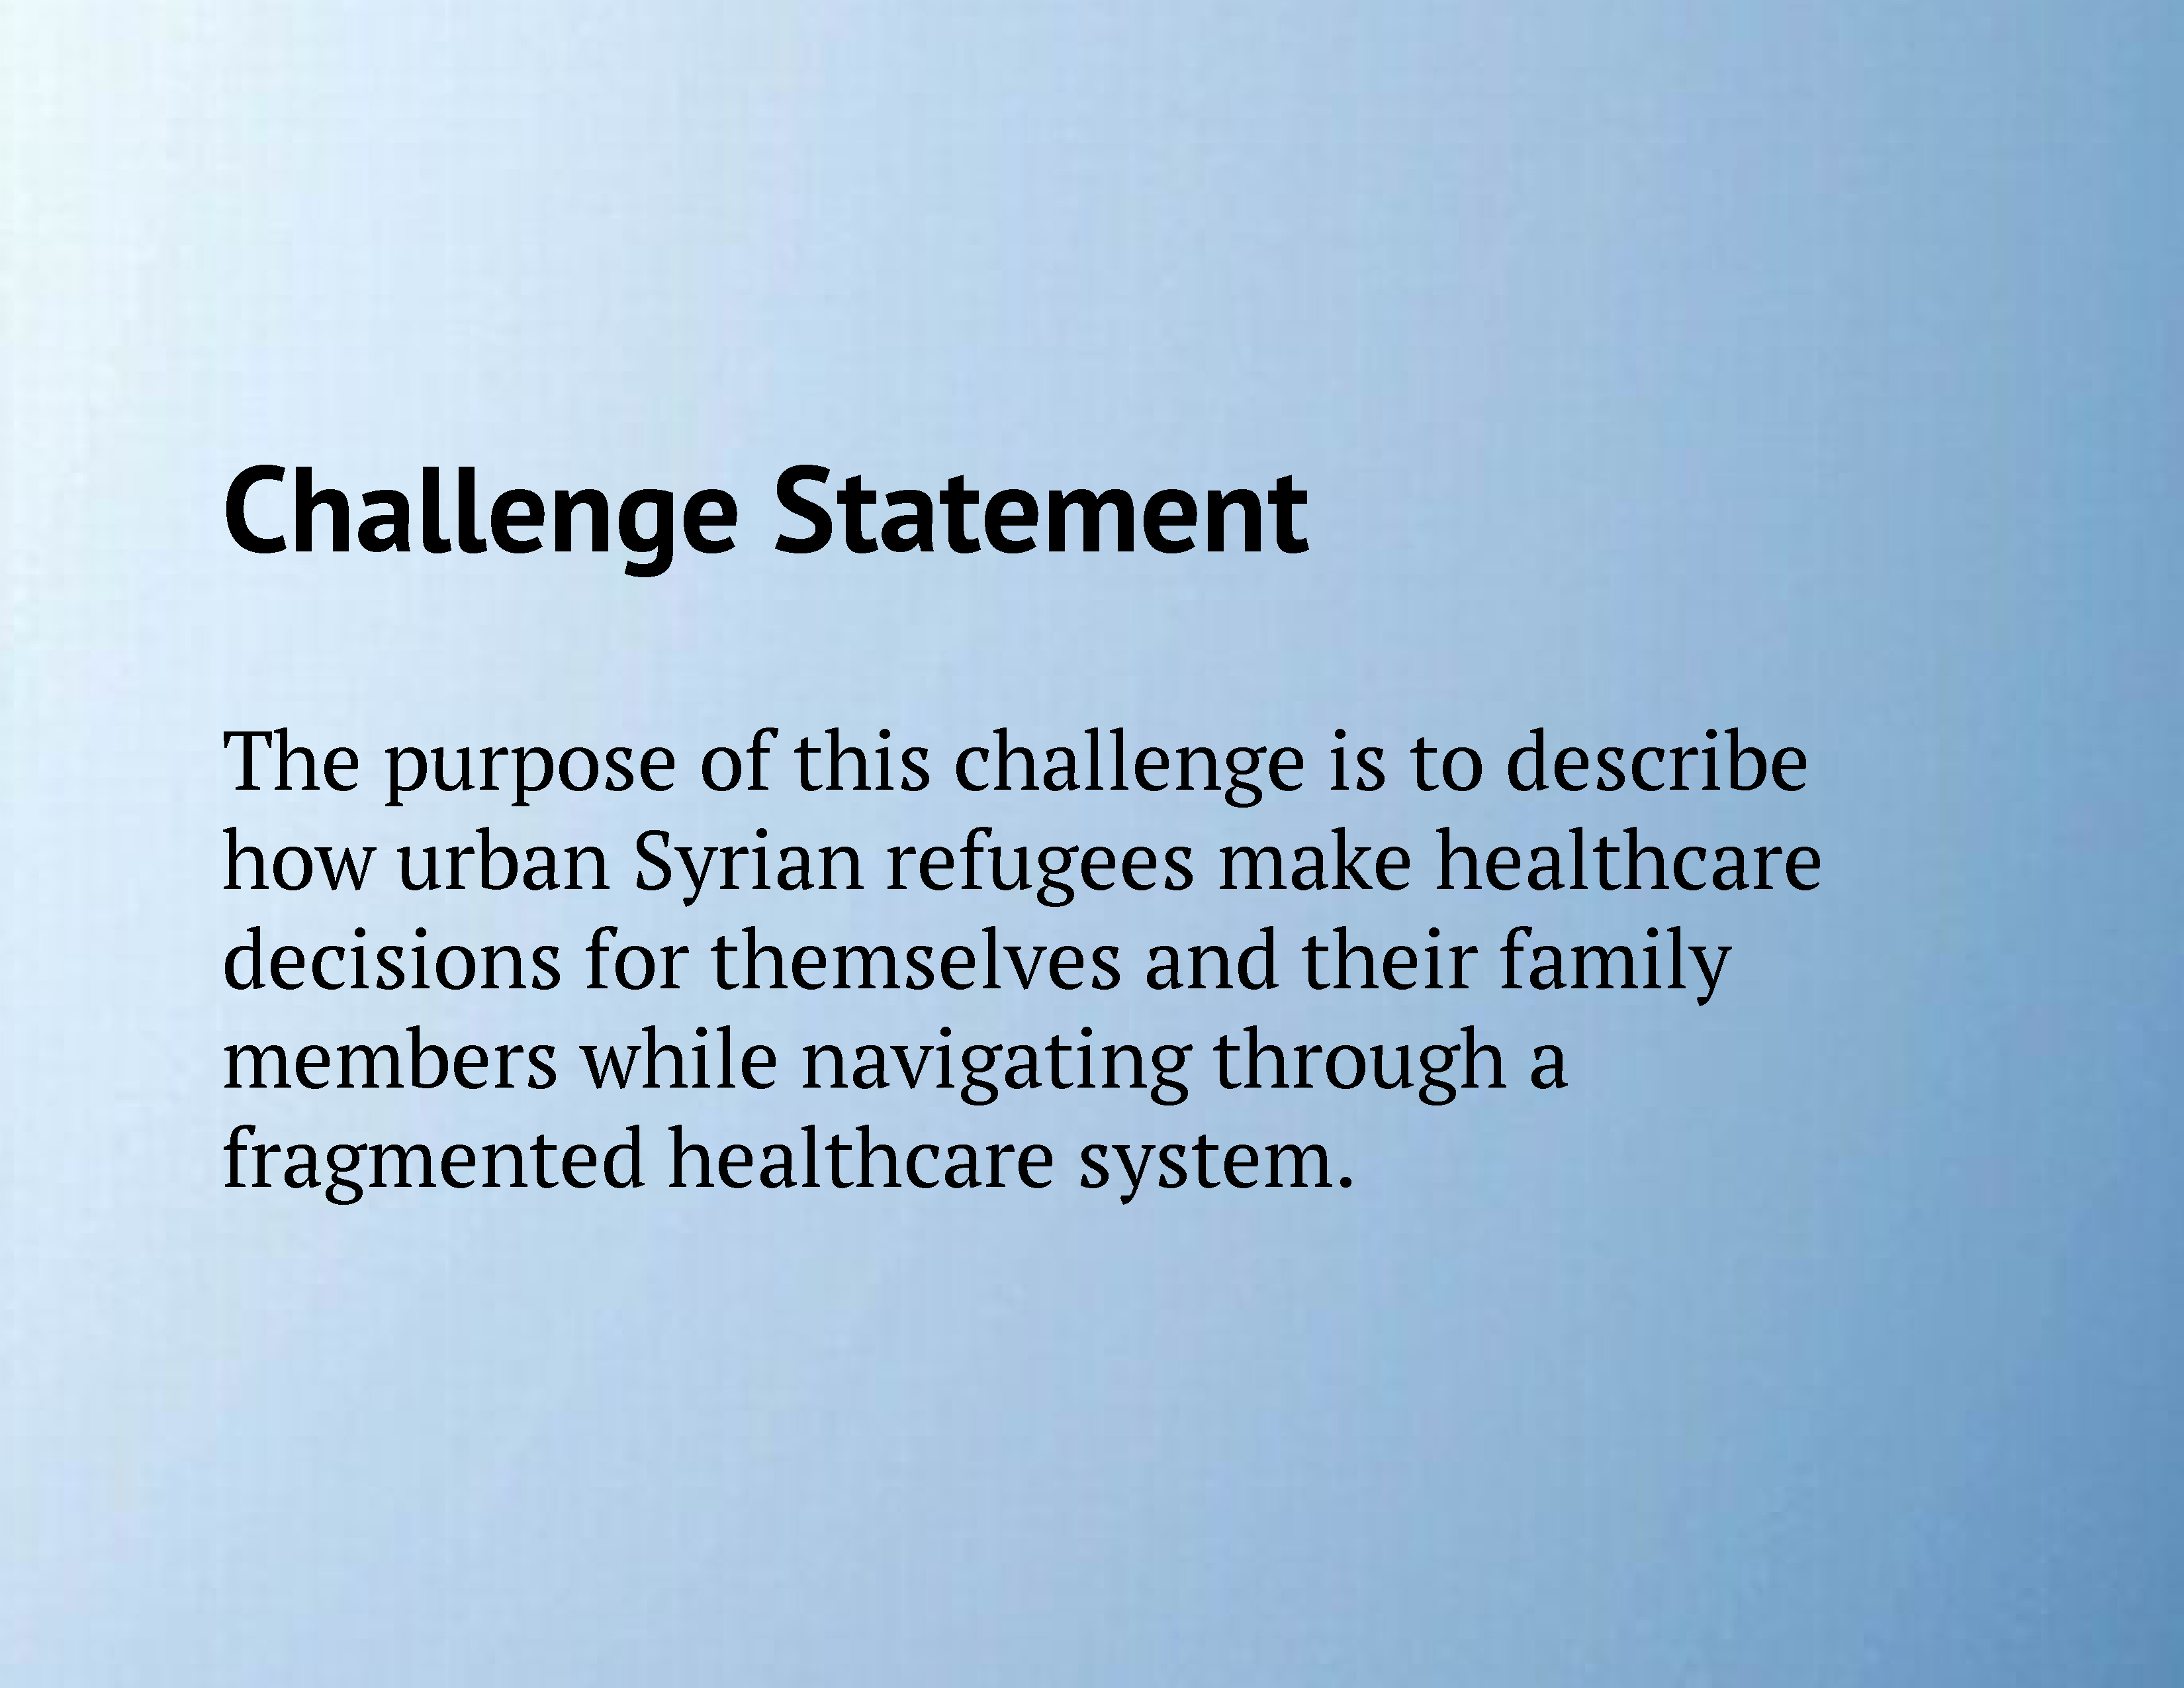 Challenge Statement
The purpose of this challenge is to describe
how urban Syrian refugees make healthcare
decisions for themselves and their family
members while navigating through a
fragmented healthcare system.